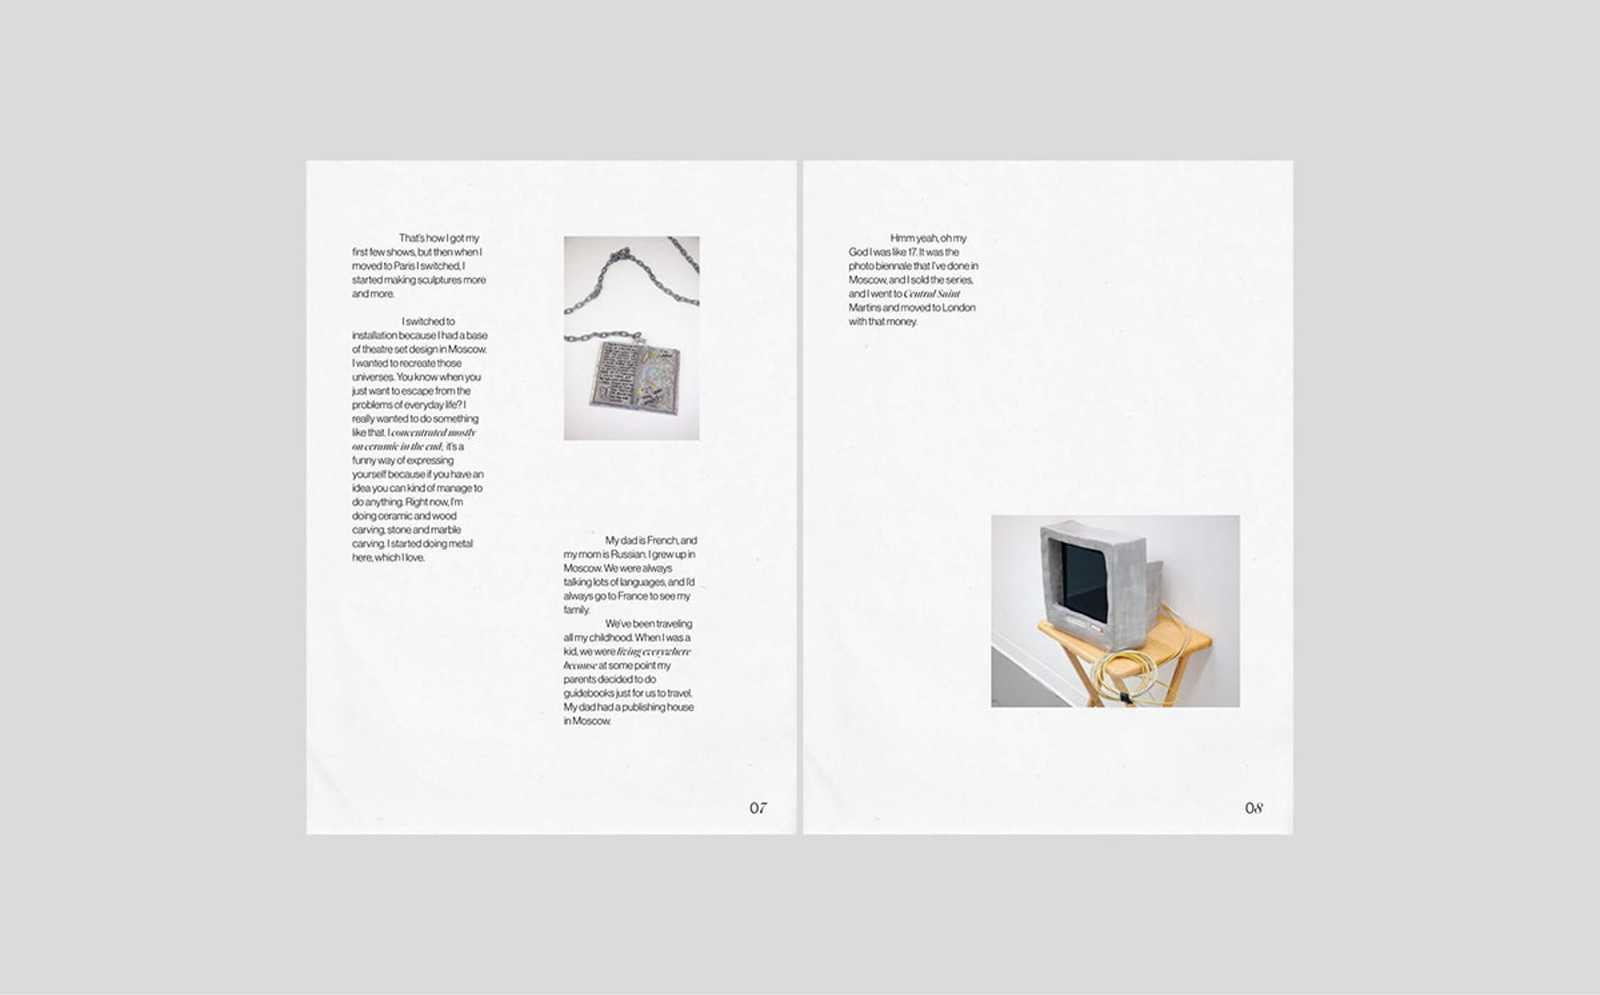 That's how I got my
first few shows, but then when I
moved to Paris I switched, I
started making sculptures more
and more.
I switched to
installation because I had a base
of theatre set design in Moscow.
I wanted to recreate those
universes. You know when you
just want to escape from the
problems of everyday life? I
really wanted to do something
like that. I concentrated mostly
on ceramic in the end, it's a
funny way of expressing
yourself because if you have an
idea you can kind of manage to
do anything. Right now, I'm
doing ceramic and wood
carving, stone and marble
carving. I started doing metal
here, which I love.
My dad is French, and
my mom is Russian. I grew up in
Moscow. We were always
talking lots of languages, and I'd
always go to France to see my
family.
We've been traveling
all my childhood. When I was a
kid, we were living everywhere
because at some point my
parents decided to do
guidebooks just for us to travel.
My dad had a publishing house
in Moscow.
07
Hmm yeah, oh my
God I was like 17. It was the
photo biennale that I've done in
Moscow, and I sold the series,
and I went to Central Saint
Martins and moved to London
with that money.
08